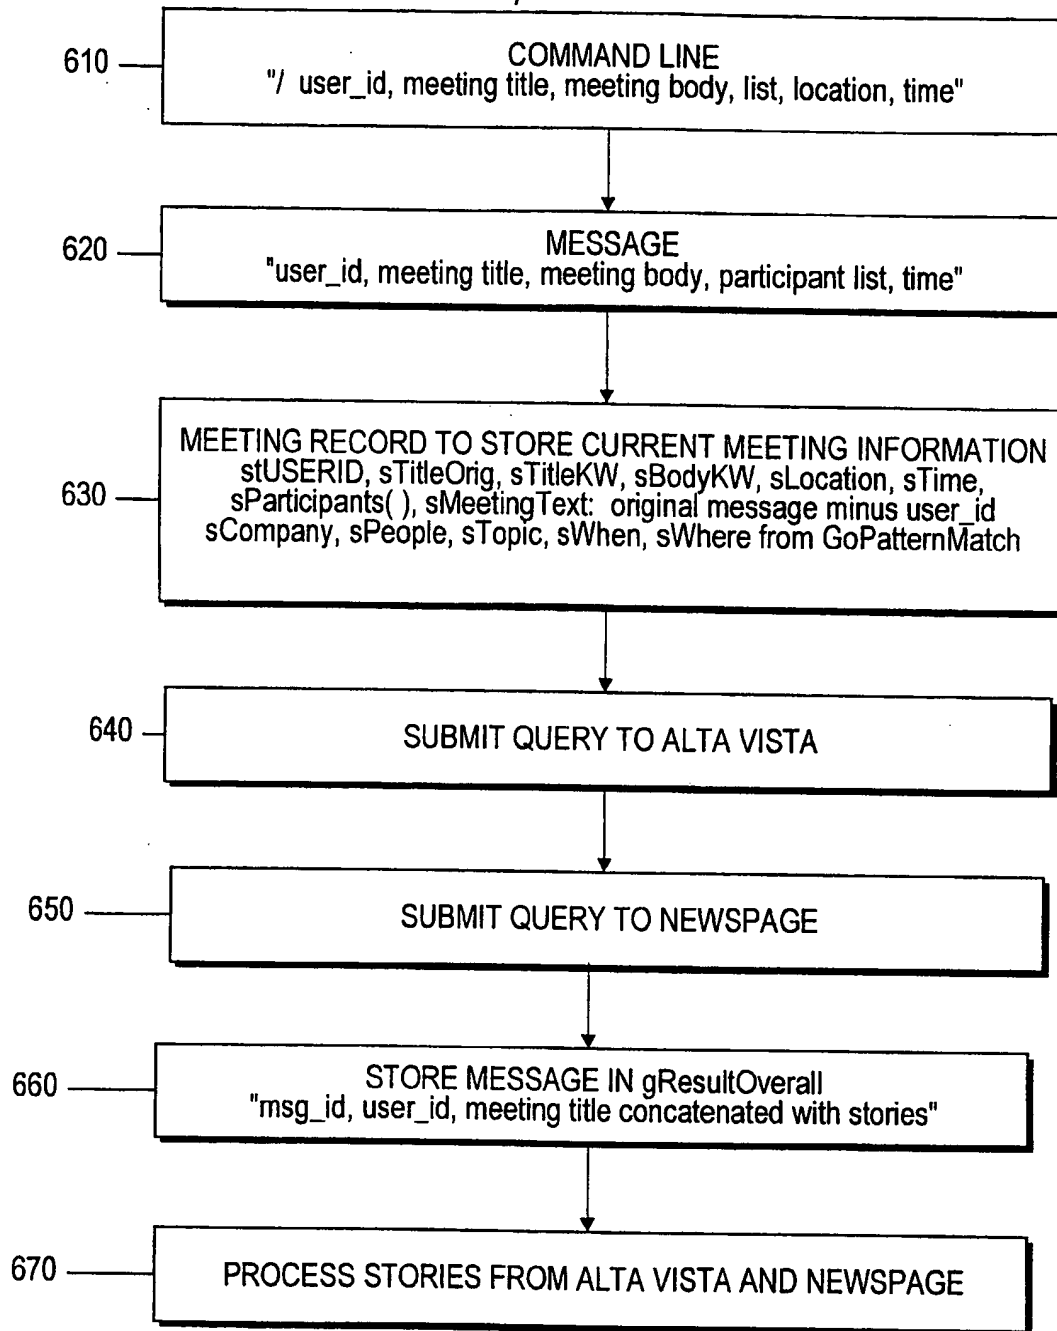 610
COMMAND LINE
"/ user_id, meeting title, meeting body, list, location, time"
620
MESSAGE
"user_id, meeting title, meeting body, participant list, time"
630
MEETING RECORD TO STORE CURRENT MEETING INFORMATION
stUSERID, sTitleOrig, sTitleKW, sBodyKW, sLocation, sTime,
sParticipants( ), sMeetingText: original message minus user_id
sCompany, sPeople, sTopic, sWhen, sWhere from GoPatternMatch
640
SUBMIT QUERY TO ALTA VISTA
650
SUBMIT QUERY TO NEWSPAGE
660
STORE MESSAGE IN gResultOverall
"msg_id, user_id, meeting title concatenated with stories"
670
PROCESS STORIES FROM ALTA VISTA AND NEWSPAGE